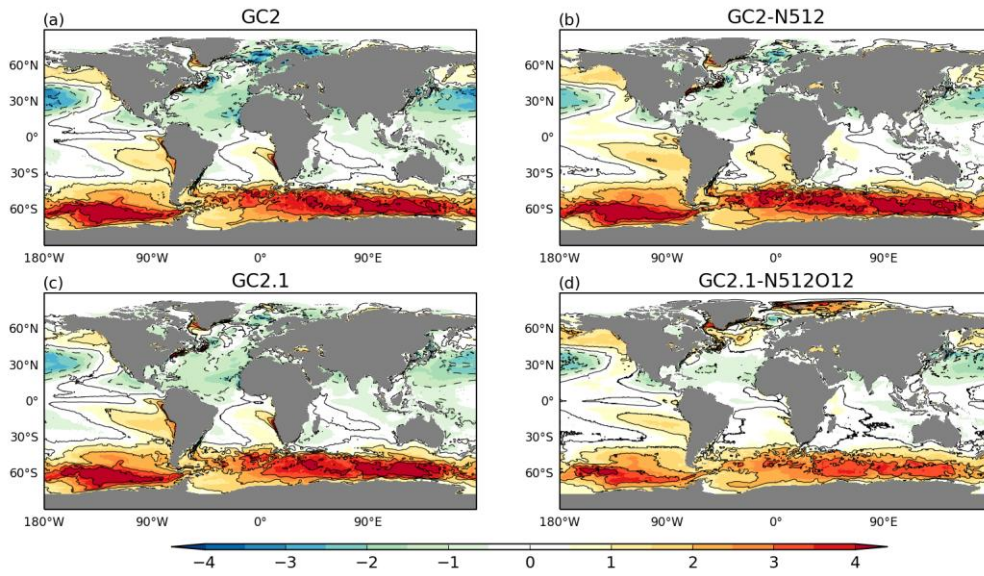 (a) GC2
(b) GC2-N512
60°N 60°N
30°N 30°N
0° 0°
30°S 30°S
60°S 60°S
180°W 90°W 0° 90°E 180°W 90°W 0° 90°E
(c) GC2.1
(d) GC2.1-N512O12
60°N 60°N
30°N 30°N
0° 0°
30°S 30°S
60°S 60°S
180°W 90°W 0° 90°E 180°W 90°W 0° 90°E
−4 −3 −2 −1 0 1 2 3 4